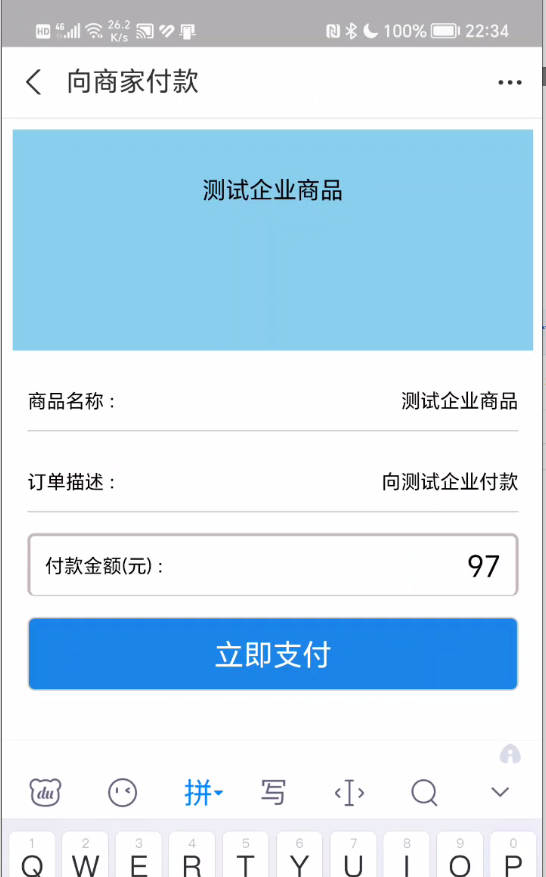 HD 4G 26.2 K/s 100% 22:34
向商家付款
测试企业商品
商品名称： 测试企业商品
订单描述： 向测试企业付款
付款金额(元)： 97
立即支付
du 拼 写
1 2 3 4 5 6 7 8 9 0
Q W E R T Y U I O P